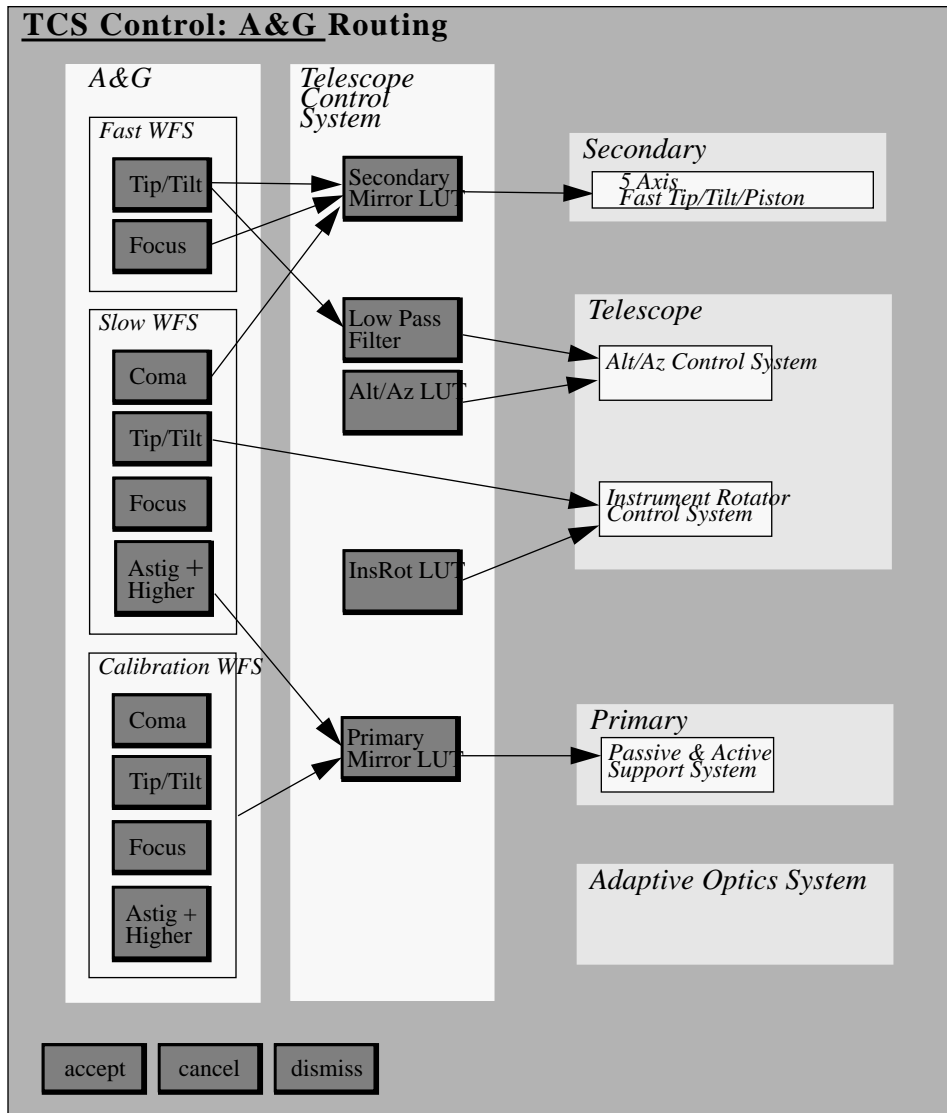 TCS Control: A&G Routing
A&G
Fast WFS
Tip/Tilt
Focus
Slow WFS
Coma
Tip/Tilt
Focus
Astig +
Higher
Calibration WFS
Coma
Tip/Tilt
Focus
Astig +
Higher
Telescope
Control
System
Secondary
Mirror LUT
Low Pass
Filter
Alt/Az LUT
InsRot LUT
Primary
Mirror LUT
Secondary
5 Axis
Fast Tip/Tilt/Piston
Telescope
Alt/Az Control System
Instrument Rotator
Control System
Primary
Passive & Active
Support System
Adaptive Optics System
accept
cancel
dismiss